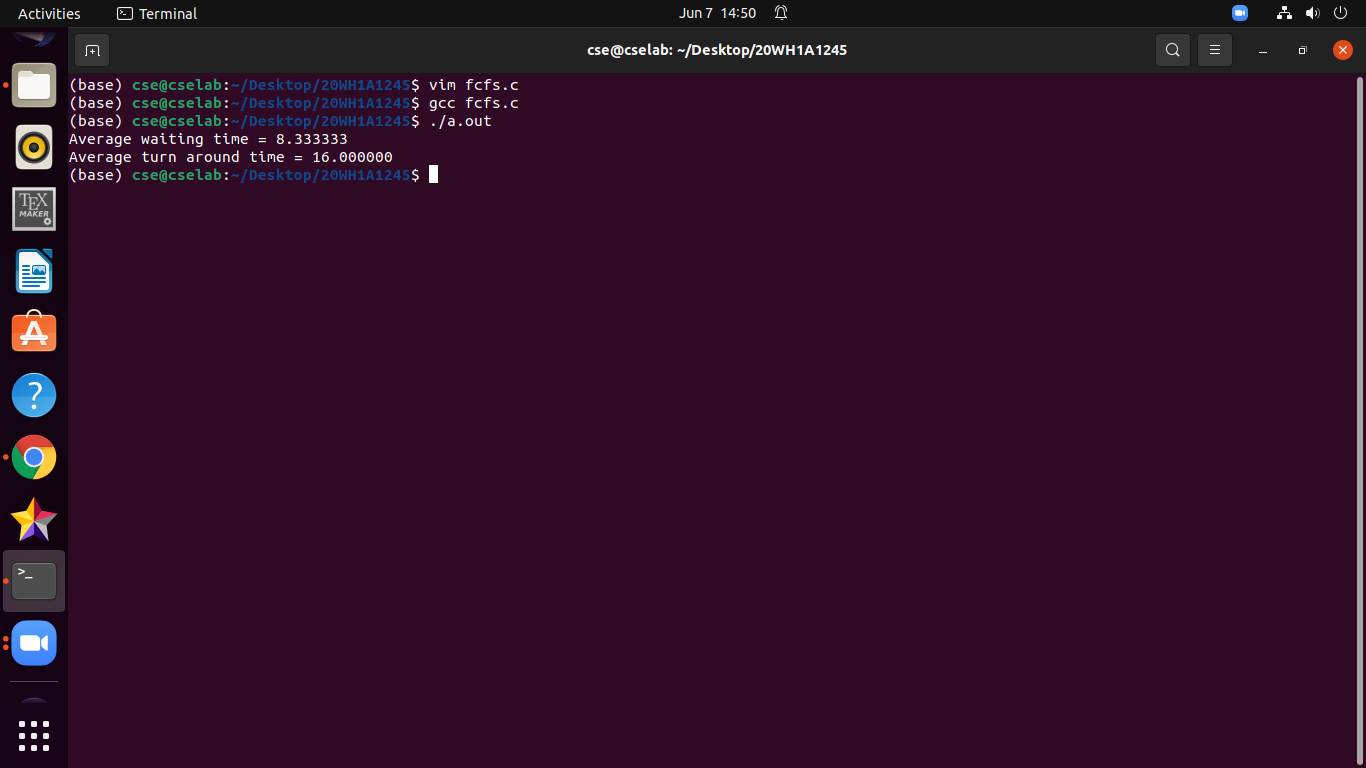 Activities Terminal Jun 7 14:50
cse@cselab: ~/Desktop/20WH1A1245
(base) cse@cselab:~/Desktop/20WH1A1245$ vim fcfs.c
(base) cse@cselab:~/Desktop/20WH1A1245$ gcc fcfs.c
(base) cse@cselab:~/Desktop/20WH1A1245$ ./a.out
Average waiting time = 8.333333
Average turn around time = 16.000000
(base) cse@cselab:~/Desktop/20WH1A1245$
TEX
MAKER
?
>_